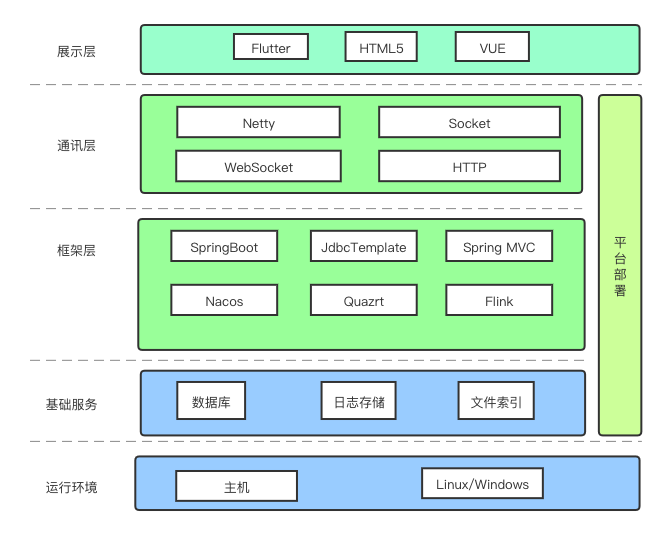 展示层
Flutter
HTML5
VUE
通讯层
Netty
Socket
WebSocket
HTTP
框架层
SpringBoot
JdbcTemplate
Spring MVC
Nacos
Quazrt
Flink
平台部署
基础服务
数据库
日志存储
文件索引
运行环境
主机
Linux/Windows